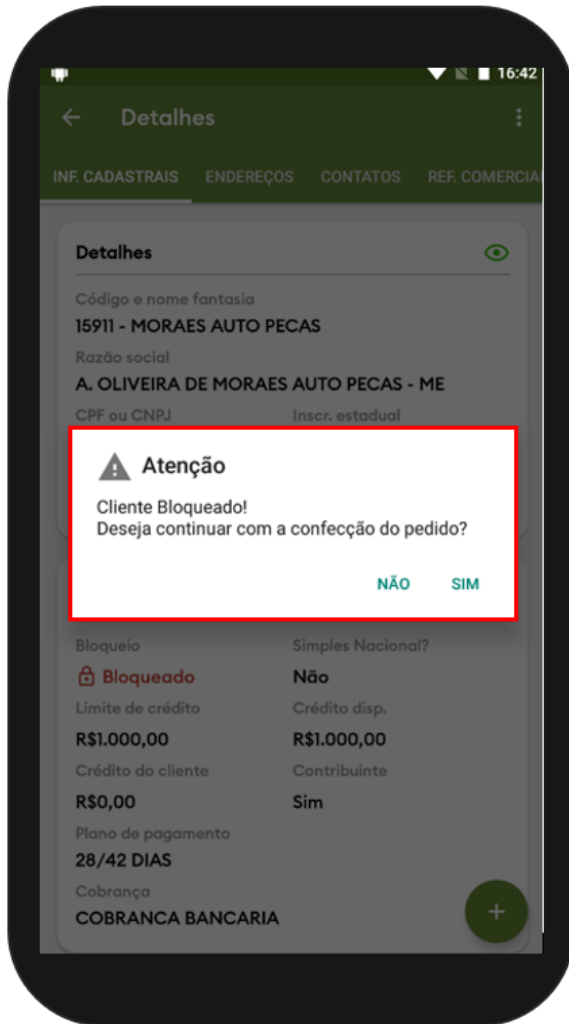 16:42
Detalhes
INF. CADASTRAIS ENDEREÇOS CONTATOS REF. COMERCIAI
Detalhes
Código e nome fantasia
15911 - MORAES AUTO PECAS
Razão social
A. OLIVEIRA DE MORAES AUTO PECAS - ME
CPF ou CNPJ Inscr. estadual
Atenção
Cliente Bloqueado!
Deseja continuar com a confecção do pedido?
NÃO SIM
Bloqueio Simples Nacional?
Bloqueado Não
Limite de crédito Crédito disp.
R$1.000,00 R$1.000,00
Crédito do cliente Contribuinte
R$0,00 Sim
Plano de pagamento
28/42 DIAS
Cobrança
COBRANCA BANCARIA